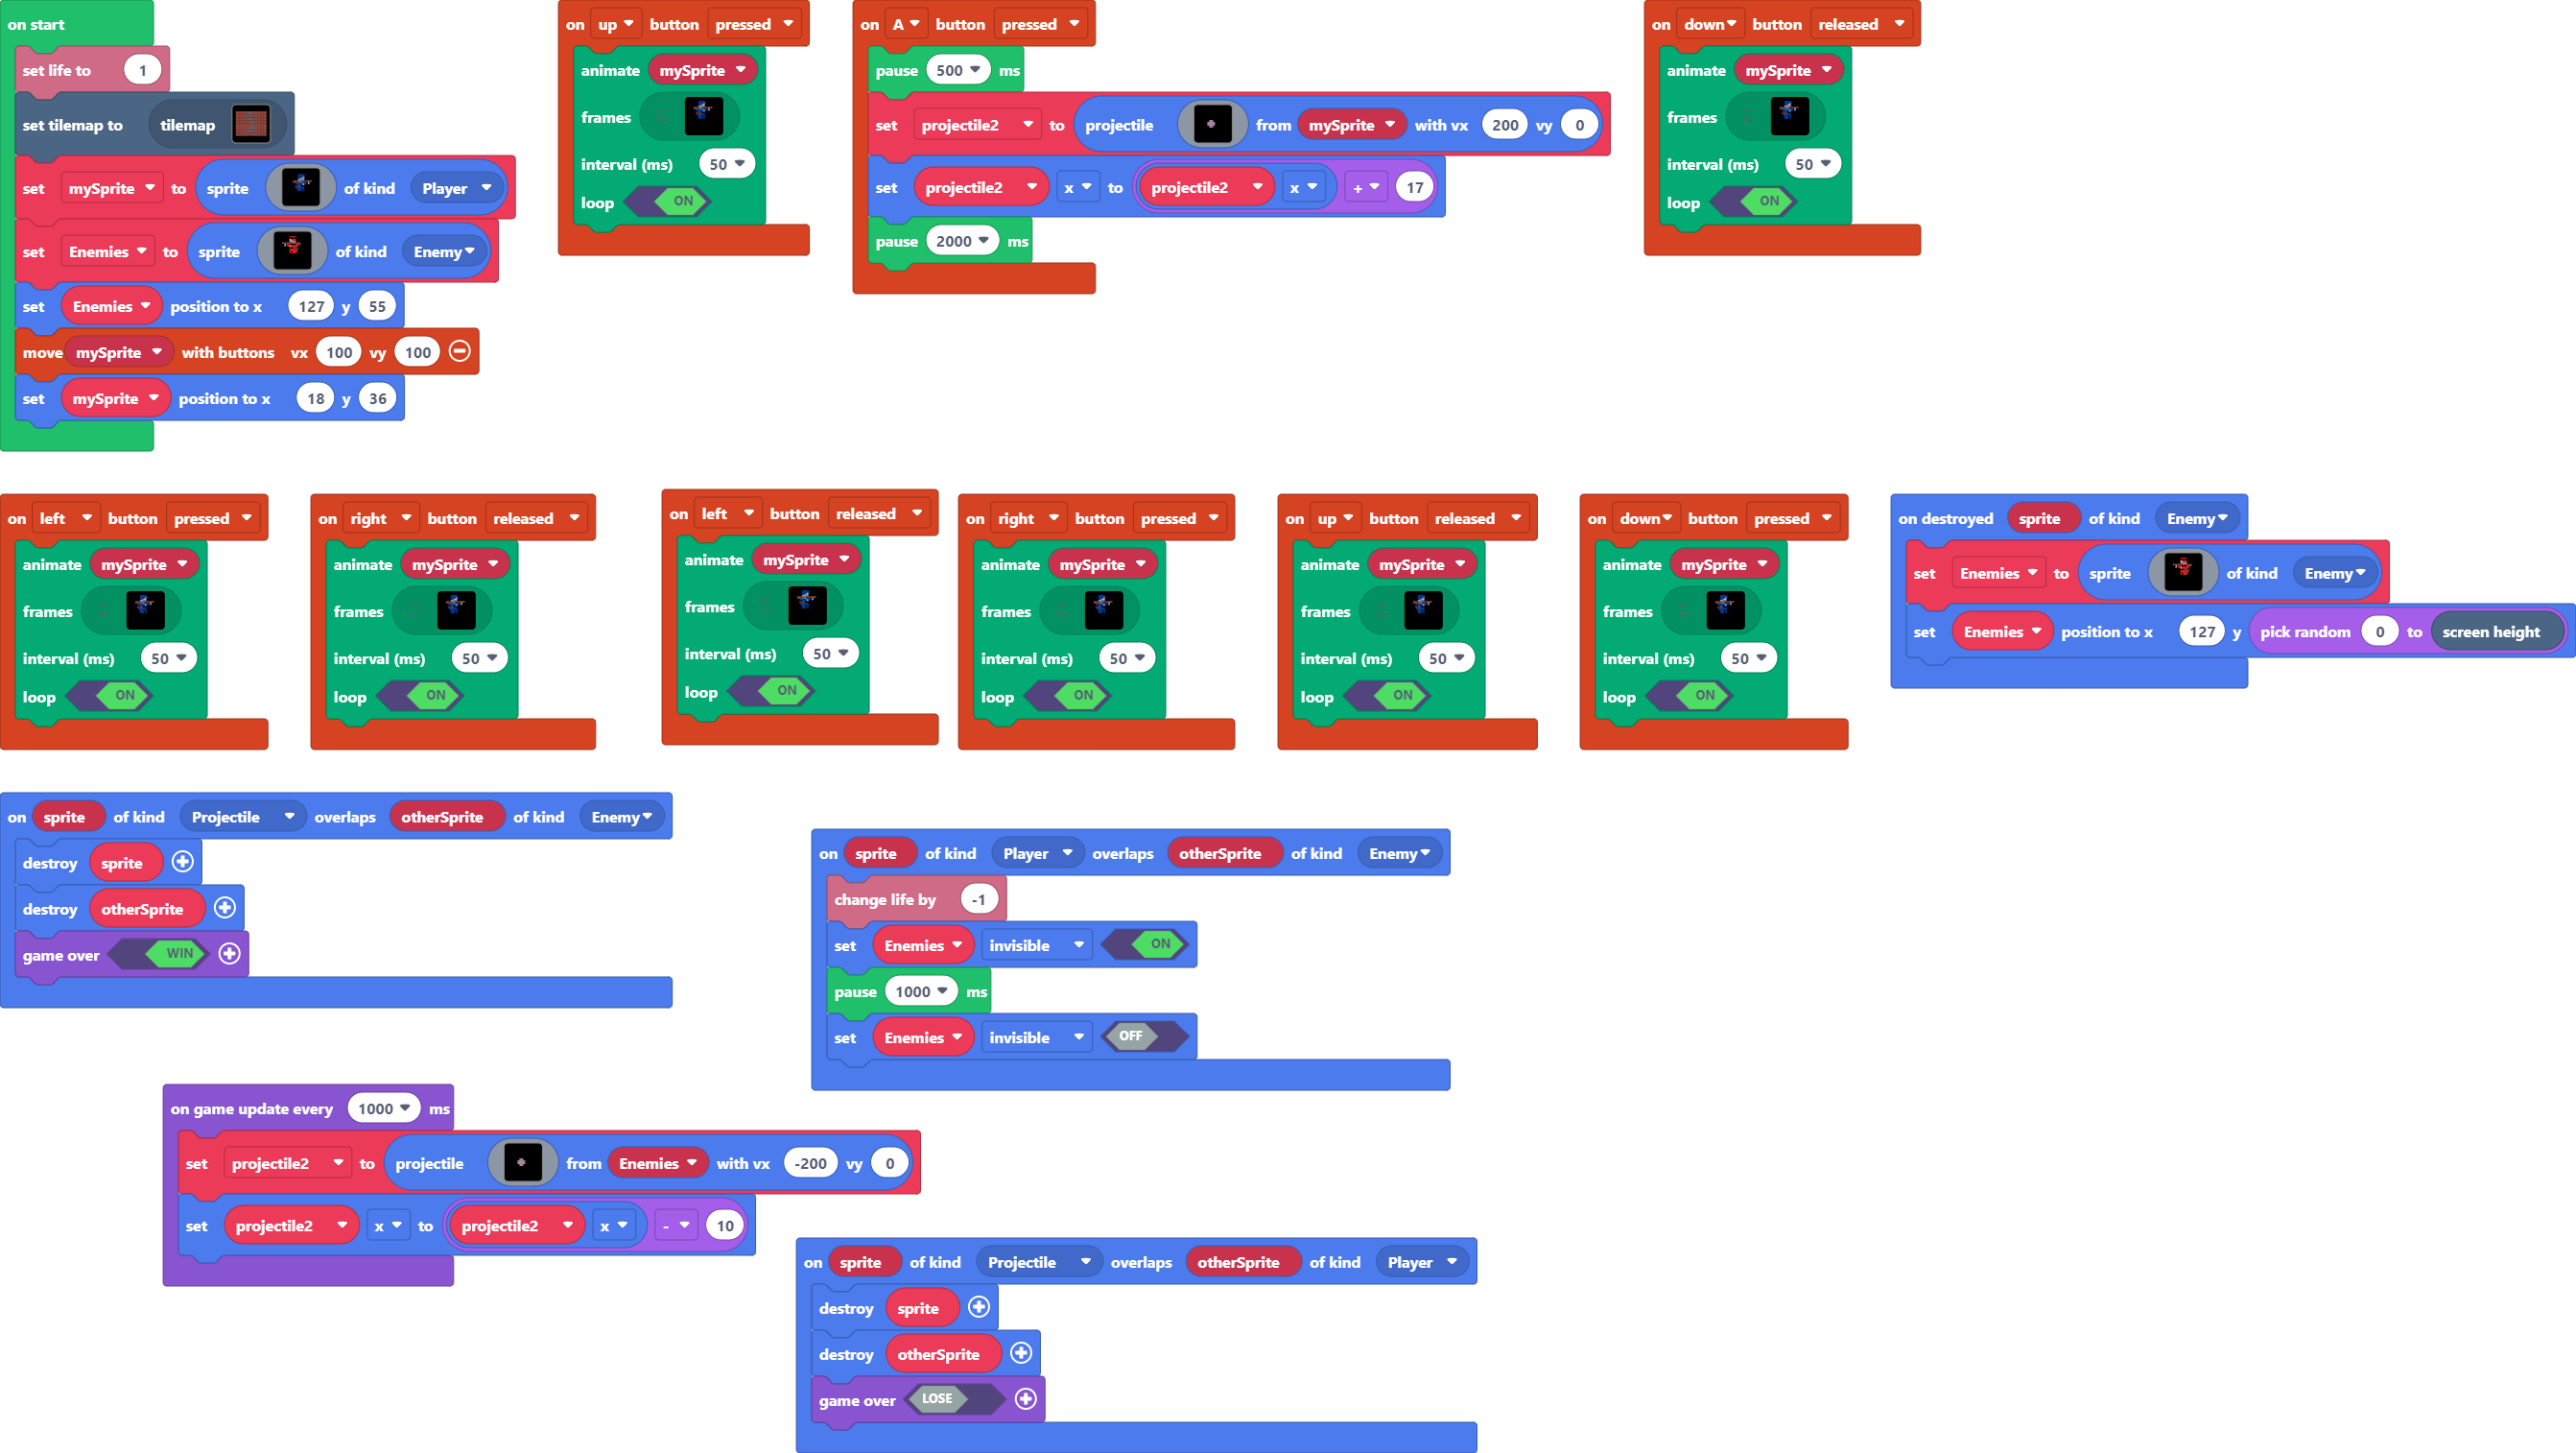 on start
set life to 1
set tilemap to tilemap
set mySprite to sprite of kind Player
set Enemies to sprite of kind Enemy
set Enemies position to x 127 y 55
move mySprite with buttons vx 100 vy 100
set mySprite position to x 18 y 36
on up button pressed
animate mySprite
frames
interval (ms) 50
loop ON
on A button pressed
pause 500 ms
set projectile2 to projectile from mySprite with vx 200 vy 0
set projectile2 x to projectile2 x + 17
pause 2000 ms
on down button released
animate mySprite
frames
interval (ms) 50
loop ON
on left button pressed
animate mySprite
frames
interval (ms) 50
loop ON
on right button released
animate mySprite
frames
interval (ms) 50
loop ON
on left button released
animate mySprite
frames
interval (ms) 50
loop ON
on right button pressed
animate mySprite
frames
interval (ms) 50
loop ON
on up button released
animate mySprite
frames
interval (ms) 50
loop ON
on down button pressed
animate mySprite
frames
interval (ms) 50
loop ON
on destroyed sprite of kind Enemy
set Enemies to sprite of kind Enemy
set Enemies position to x 127 y pick random 0 to screen height
on sprite of kind Projectile overlaps otherSprite of kind Enemy
destroy sprite
destroy otherSprite
game over WIN
on sprite of kind Player overlaps otherSprite of kind Enemy
change life by -1
set Enemies invisible ON
pause 1000 ms
set Enemies invisible OFF
on game update every 1000 ms
set projectile2 to projectile from Enemies with vx -200 vy 0
set projectile2 x to projectile2 x - 10
on sprite of kind Projectile overlaps otherSprite of kind Player
destroy sprite
destroy otherSprite
game over LOSE